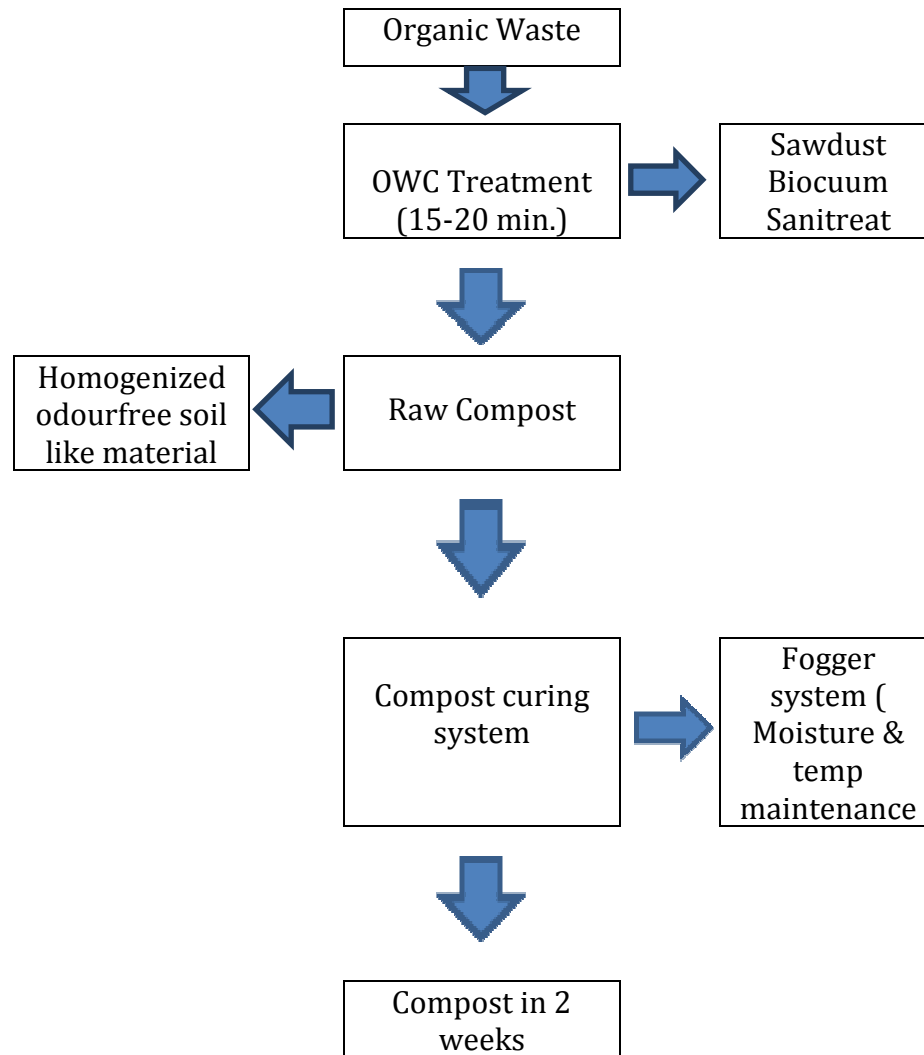 Organic Waste
OWC Treatment
(15-20 min.)
Sawdust
Biocuum
Sanitreat
Homogenized
odourfree soil
like material
Raw Compost
Compost curing
system
Fogger
system (
Moisture &
temp
maintenance
Compost in 2
weeks